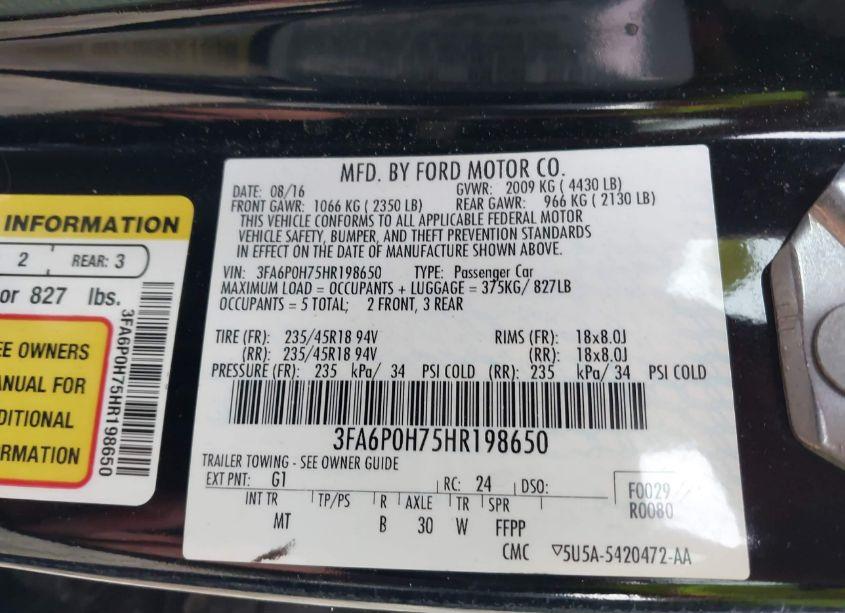 INFORMATION
2 REAR: 3
or 827 lbs.
EE OWNERS
ANUAL FOR
DITIONAL
ORMATION
3FA6P0H75HR198650
MFD. BY FORD MOTOR CO.
DATE: 08/16 GVWR: 2009 KG ( 4430 LB)
FRONT GAWR: 1066 KG ( 2350 LB) REAR GAWR: 966 KG ( 2130 LB)
THIS VEHICLE CONFORMS TO ALL APPLICABLE FEDERAL MOTOR
VEHICLE SAFETY, BUMPER, AND THEFT PREVENTION STANDARDS
IN EFFECT ON THE DATE OF MANUFACTURE SHOWN ABOVE.
VIN: 3FA6P0H75HR198650 TYPE: Passenger Car
MAXIMUM LOAD = OCCUPANTS + LUGGAGE = 375KG/ 827LB
OCCUPANTS = 5 TOTAL; 2 FRONT, 3 REAR
TIRE (FR): 235/45R18 94V RIMS (FR): 18x8.0J
(RR): 235/45R18 94V (RR): 18x8.0J
PRESSURE (FR): 235 kPa/ 34 PSI COLD (RR): 235 kPa/ 34 PSI COLD
3FA6P0H75HR198650
TRAILER TOWING - SEE OWNER GUIDE
EXT PNT: G1 RC: 24 DSO: F0029
INT TR TP/PS R AXLE TR SPR R0080
MT B 30 W FFPP
CMC ▽5U5A-5420472-AA